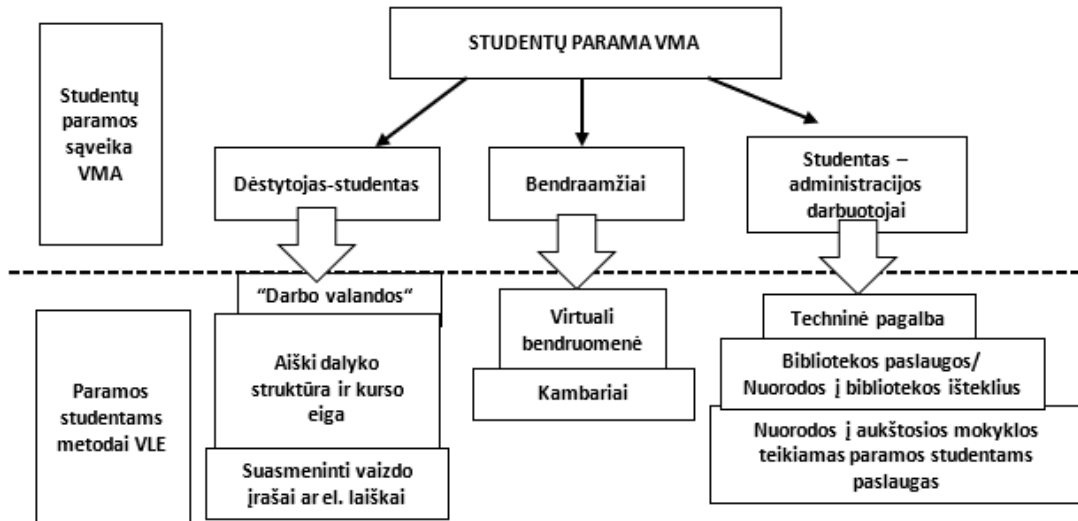 STUDENTŲ PARAMA VMA
Studentų
paramos
sąveika
VMA
Dėstytojas-studentas
Bendraamžiai
Studentas –
administracijos
darbuotojai
Paramos
studentams
metodai VLE
“Darbo valandos“
Aiški dalyko
struktūra ir kurso
eiga
Suasmeninti vaizdo
įrašai ar el. laiškai
Virtuali
bendruomenė
Kambariai
Techninė pagalba
Bibliotekos paslaugos/
Nuorodos į bibliotekos išteklius
Nuorodos į aukštosios mokyklos
teikiamas paramos studentams
paslaugas